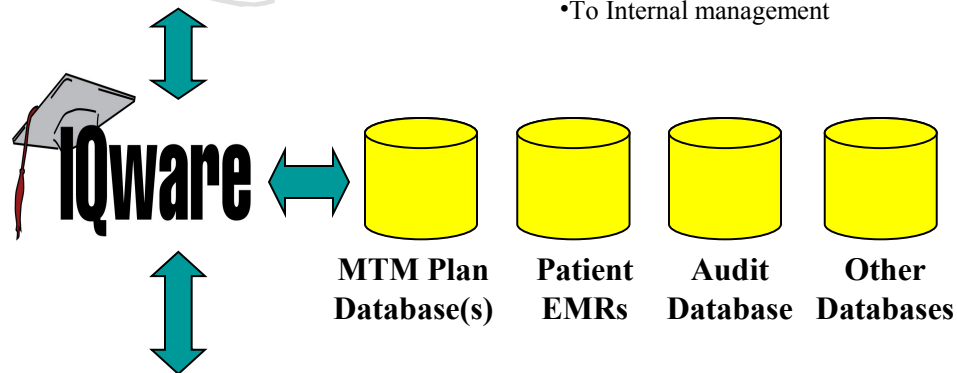 •To Internal management
IQware
MTM Plan Database(s)
Patient EMRs
Audit Database
Other Databases